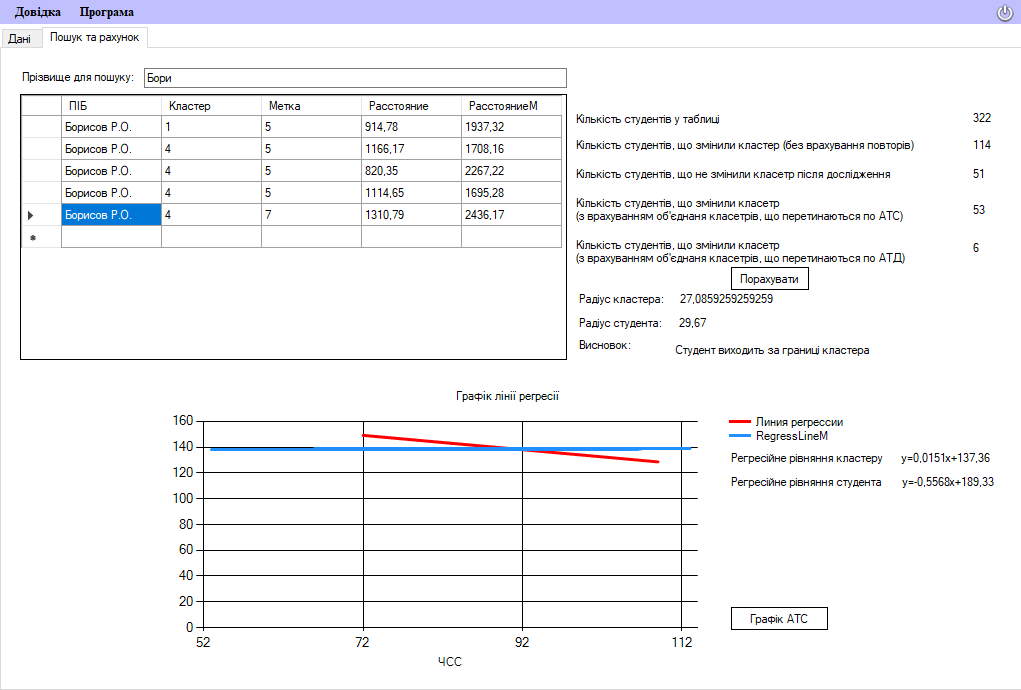 Довідка Програма
Дані Пошук та рахунок
Прізвище для пошуку: Бори
ПІБ Кластер Метка Расстояние РасстояниеМ
Борисов Р.О. 1 5 914,78 1937,32
Борисов Р.О. 4 5 1166,17 1708,16
Борисов Р.О. 4 5 820,35 2267,22
Борисов Р.О. 4 5 1114,65 1695,28
Борисов Р.О. 4 7 1310,79 2436,17
Кількість студентів у таблиці 322
Кількість студентів, що змінили кластер (без врахування повторів) 114
Кількість студентів, що не змінили класетр після дослідження 51
Кількість студентів, що змінили класетр
(з врахуванням об'єднаня класетрів, що перетинаються по АТС) 53
Кількість студентів, що змінили класетр
(з врахуванням об'єднаня класетрів, що перетинаються по АТД) 6
Порахувати
Радіус кластера: 27,0859259259259
Радіус студента: 29,67
Висновок: Студент виходить за границі кластера
Графік лінії регресії
160
140
120
100
80
60
40
20
0
52 72 92 112
ЧСС
Линия регрессии
RegressLineM
Регресійне рівняння кластеру y=0,0151x+137,36
Регресійне рівняння студента y=-0,5568x+189,33
Графік АТС